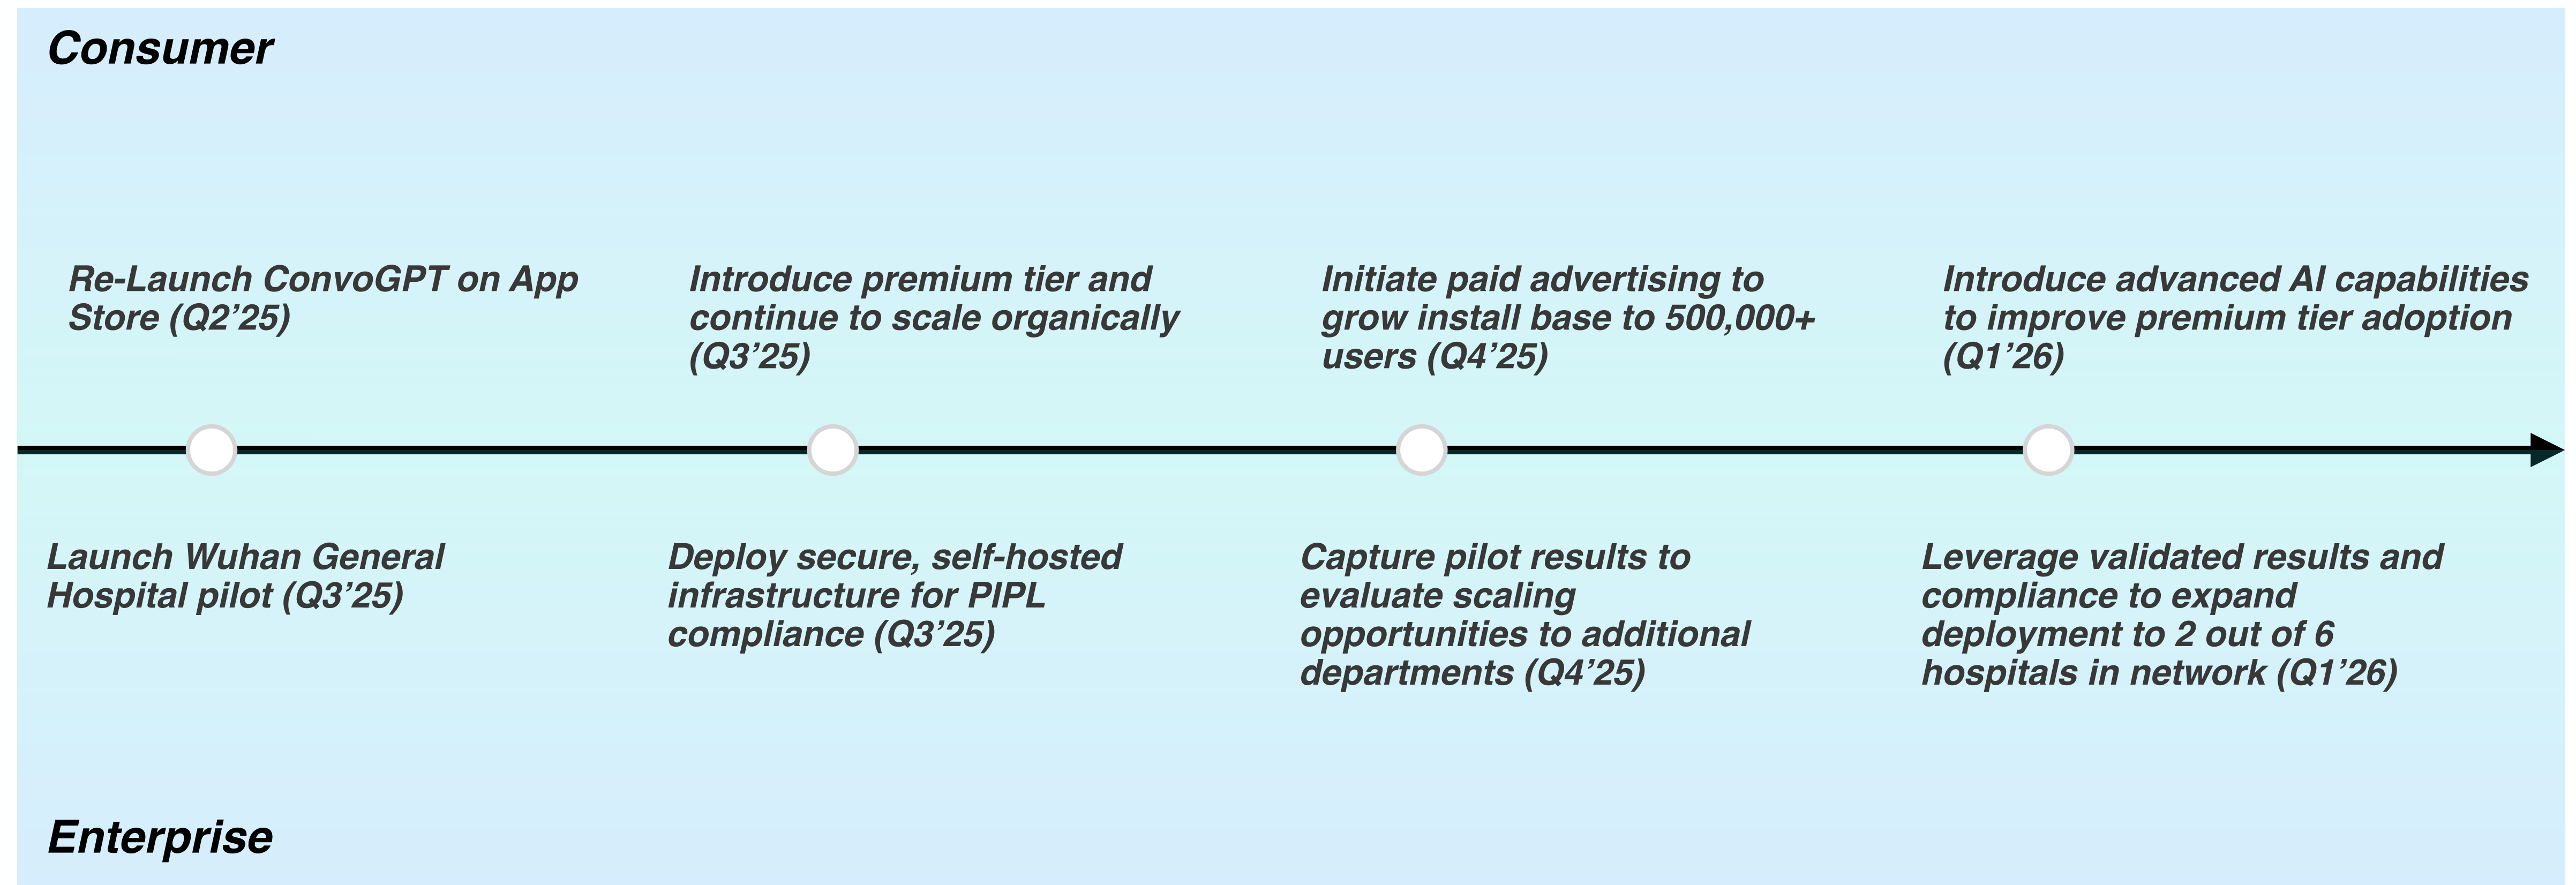 Consumer
Re-Launch ConvoGPT on App
Store (Q2’25)
Introduce premium tier and
continue to scale organically
(Q3’25)
Initiate paid advertising to
grow install base to 500,000+
users (Q4’25)
Introduce advanced AI capabilities
to improve premium tier adoption
(Q1’26)
Launch Wuhan General
Hospital pilot (Q3’25)
Deploy secure, self-hosted
infrastructure for PIPL
compliance (Q3’25)
Capture pilot results to
evaluate scaling
opportunities to additional
departments (Q4’25)
Leverage validated results and
compliance to expand
deployment to 2 out of 6
hospitals in network (Q1’26)
Enterprise